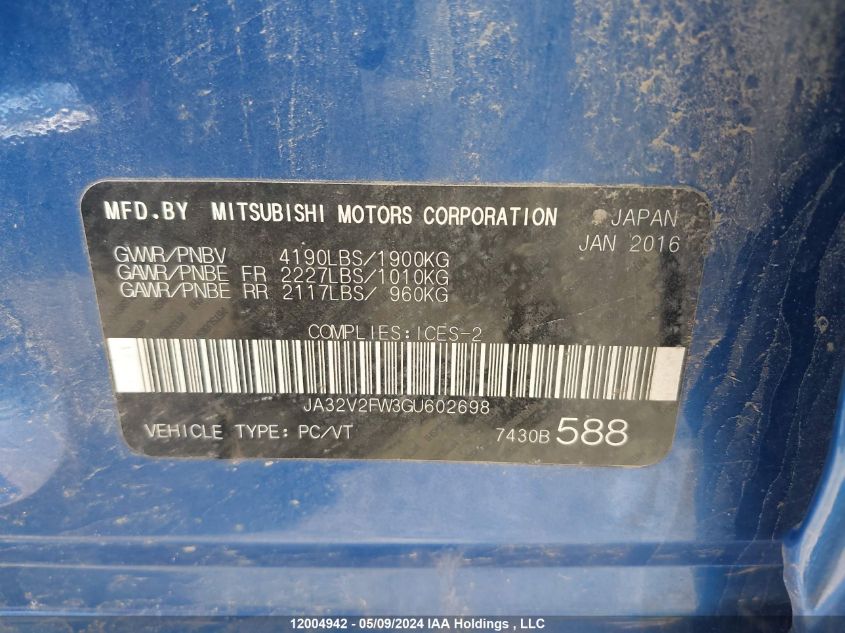 MFD.BY MITSUBISHI MOTORS CORPORATION JAPAN
JAN 2016
GVWR/PNBV 4190LBS/1900KG
GAWR/PNBE FR 2227LBS/1010KG
GAWR/PNBE RR 2117LBS/ 960KG
COMPLIES:ICES-2
JA32V2FW3GU602698
VEHICLE TYPE: PC/VT 7430B 588
12004942 - 05/09/2024 IAA Holdings , LLC